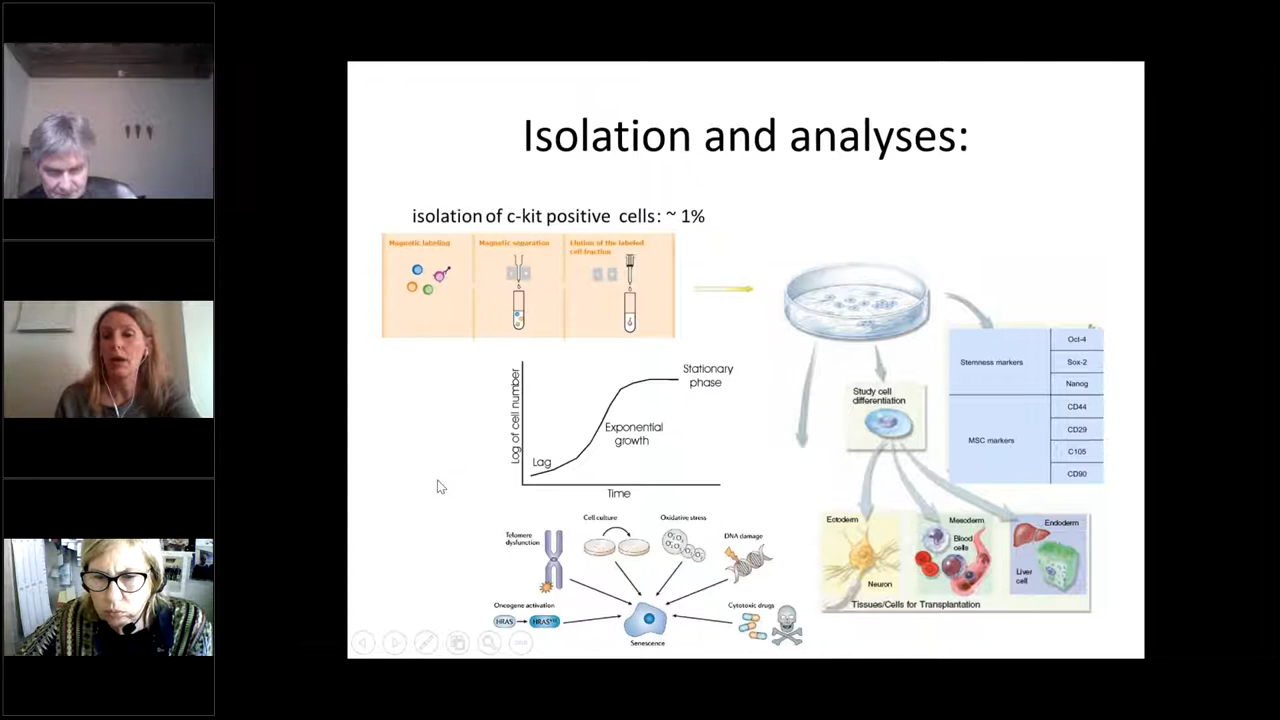 Isolation and analyses:
isolation of c-kit positive cells: ~ 1%
Magnetic labeling
Magnetic separation
Elution of the labeled
cell fraction
Log of cell number
Lag
Exponential
growth
Stationary
phase
Time
Study cell
differentiation
Stemness markers
Oct-4
Sox-2
Nanog
MSC markers
CD44
CD29
C105
CD90
Ectoderm
Neuron
Mesoderm
Blood
cells
Endoderm
Liver
cell
Tissues/Cells for Transplantation
Telomere
dysfunction
Cell culture
Oxidative stress
DNA damage
Oncogene activation
HRAS
Senescence
Cytotoxic drugs